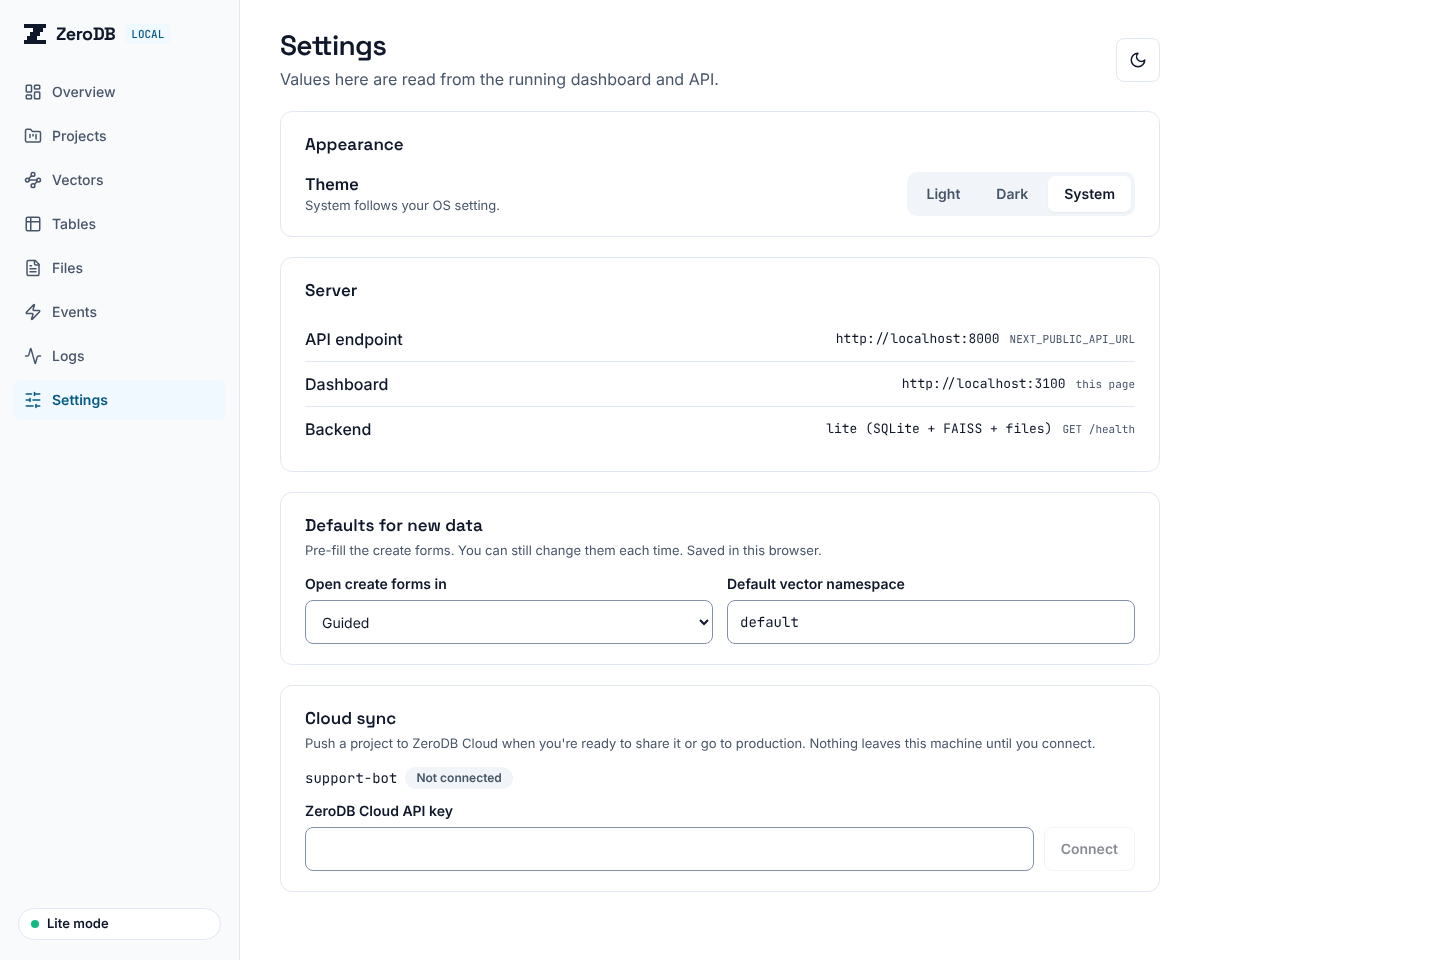 ZeroDB LOCAL
Overview
Projects
Vectors
Tables
Files
Events
Logs
Settings
Lite mode
Settings
Values here are read from the running dashboard and API.
Appearance
Theme
System follows your OS setting.
Light Dark System
Server
API endpoint http://localhost:8000 NEXT_PUBLIC_API_URL
Dashboard http://localhost:3100 this page
Backend lite (SQLite + FAISS + files) GET /health
Defaults for new data
Pre-fill the create forms. You can still change them each time. Saved in this browser.
Open create forms in Default vector namespace
Guided default
Cloud sync
Push a project to ZeroDB Cloud when you're ready to share it or go to production. Nothing leaves this machine until you connect.
support-bot Not connected
ZeroDB Cloud API key
Connect